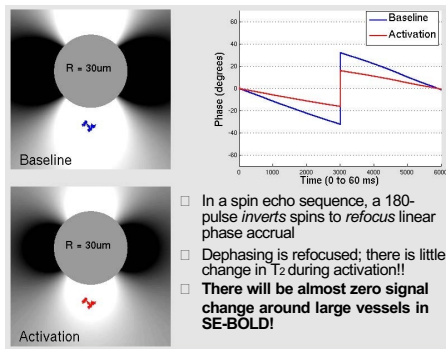 R = 30um
Baseline
R = 30um
Activation
Phase (degrees)
60
40
20
0
-20
-40
-60
Baseline
Activation
0 1000 2000 3000 4000 5000 6000
Time (0 to 60 ms)
□ In a spin echo sequence, a 180-
pulse inverts spins to refocus linear
phase accrual
□ Dephasing is refocused; there is little
change in T2 during activation!!
□ There will be almost zero signal
change around large vessels in
SE-BOLD!